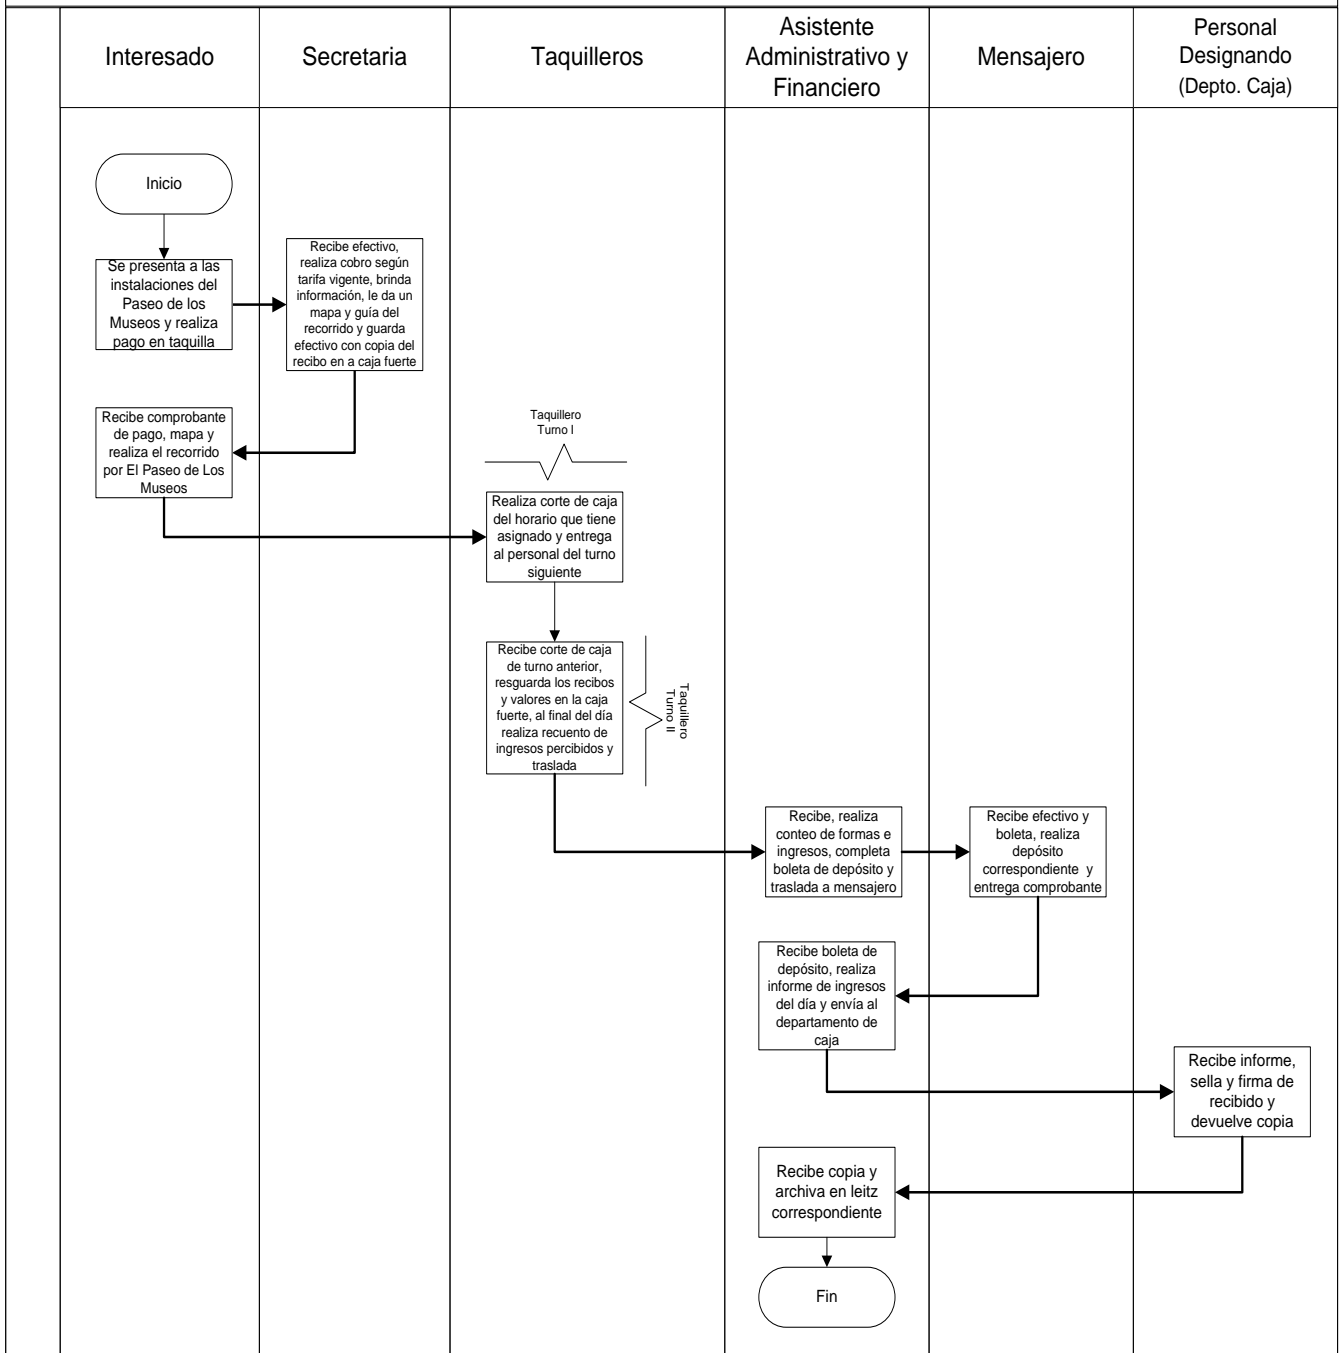 Interesado
Secretaria
Taquilleros
Asistente
Administrativo y
Financiero
Mensajero
Personal
Designando
(Depto. Caja)
Inicio
Se presenta a las
instalaciones del
Paseo de los
Museos y realiza
pago en taquilla
Recibe efectivo,
realiza cobro según
tarifa vigente, brinda
información, le da un
mapa y guía del
recorrido y guarda
efectivo con copia del
recibo en a caja fuerte
Recibe comprobante
de pago, mapa y
realiza el recorrido
por El Paseo de Los
Museos
Taquillero
Turno I
Realiza corte de caja
del horario que tiene
asignado y entrega
al personal del turno
siguiente
Recibe corte de caja
de turno anterior,
resguarda los recibos
y valores en la caja
fuerte, al final del día
realiza recuento de
ingresos percibidos y
traslada
Taquillero
Turno II
Recibe, realiza
conteo de formas e
ingresos, completa
boleta de depósito y
traslada a mensajero
Recibe efectivo y
boleta, realiza
depósito
correspondiente y
entrega comprobante
Recibe boleta de
depósito, realiza
informe de ingresos
del día y envía al
departamento de
caja
Recibe informe,
sella y firma de
recibido y
devuelve copia
Recibe copia y
archiva en leitz
correspondiente
Fin